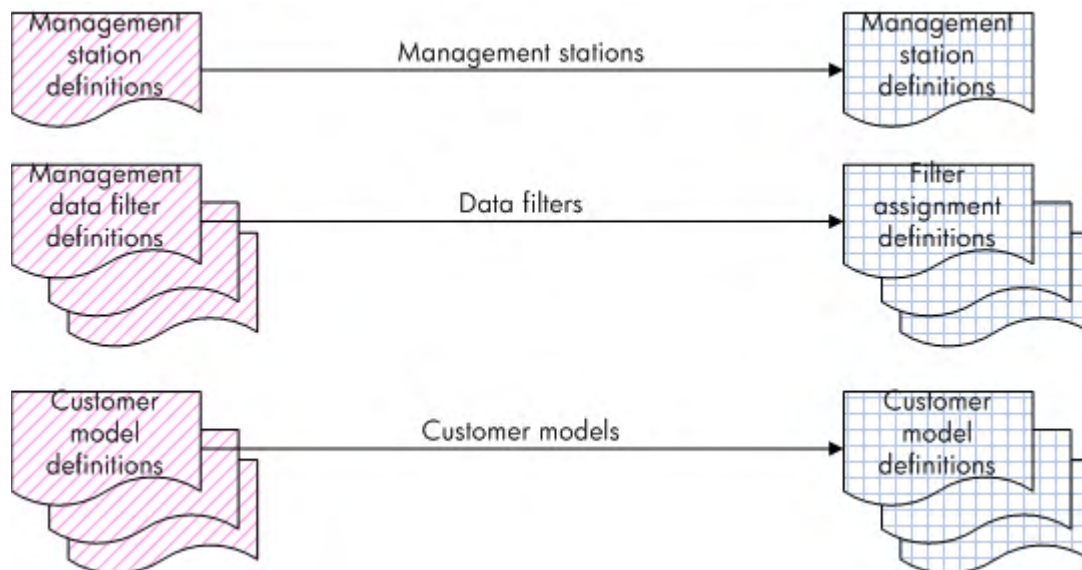 Management
station
definitions
Management stations
Management
station
definitions
Management
data filter
definitions
Data filters
Filter
assignment
definitions
Customer
model
definitions
Customer models
Customer
model
definitions